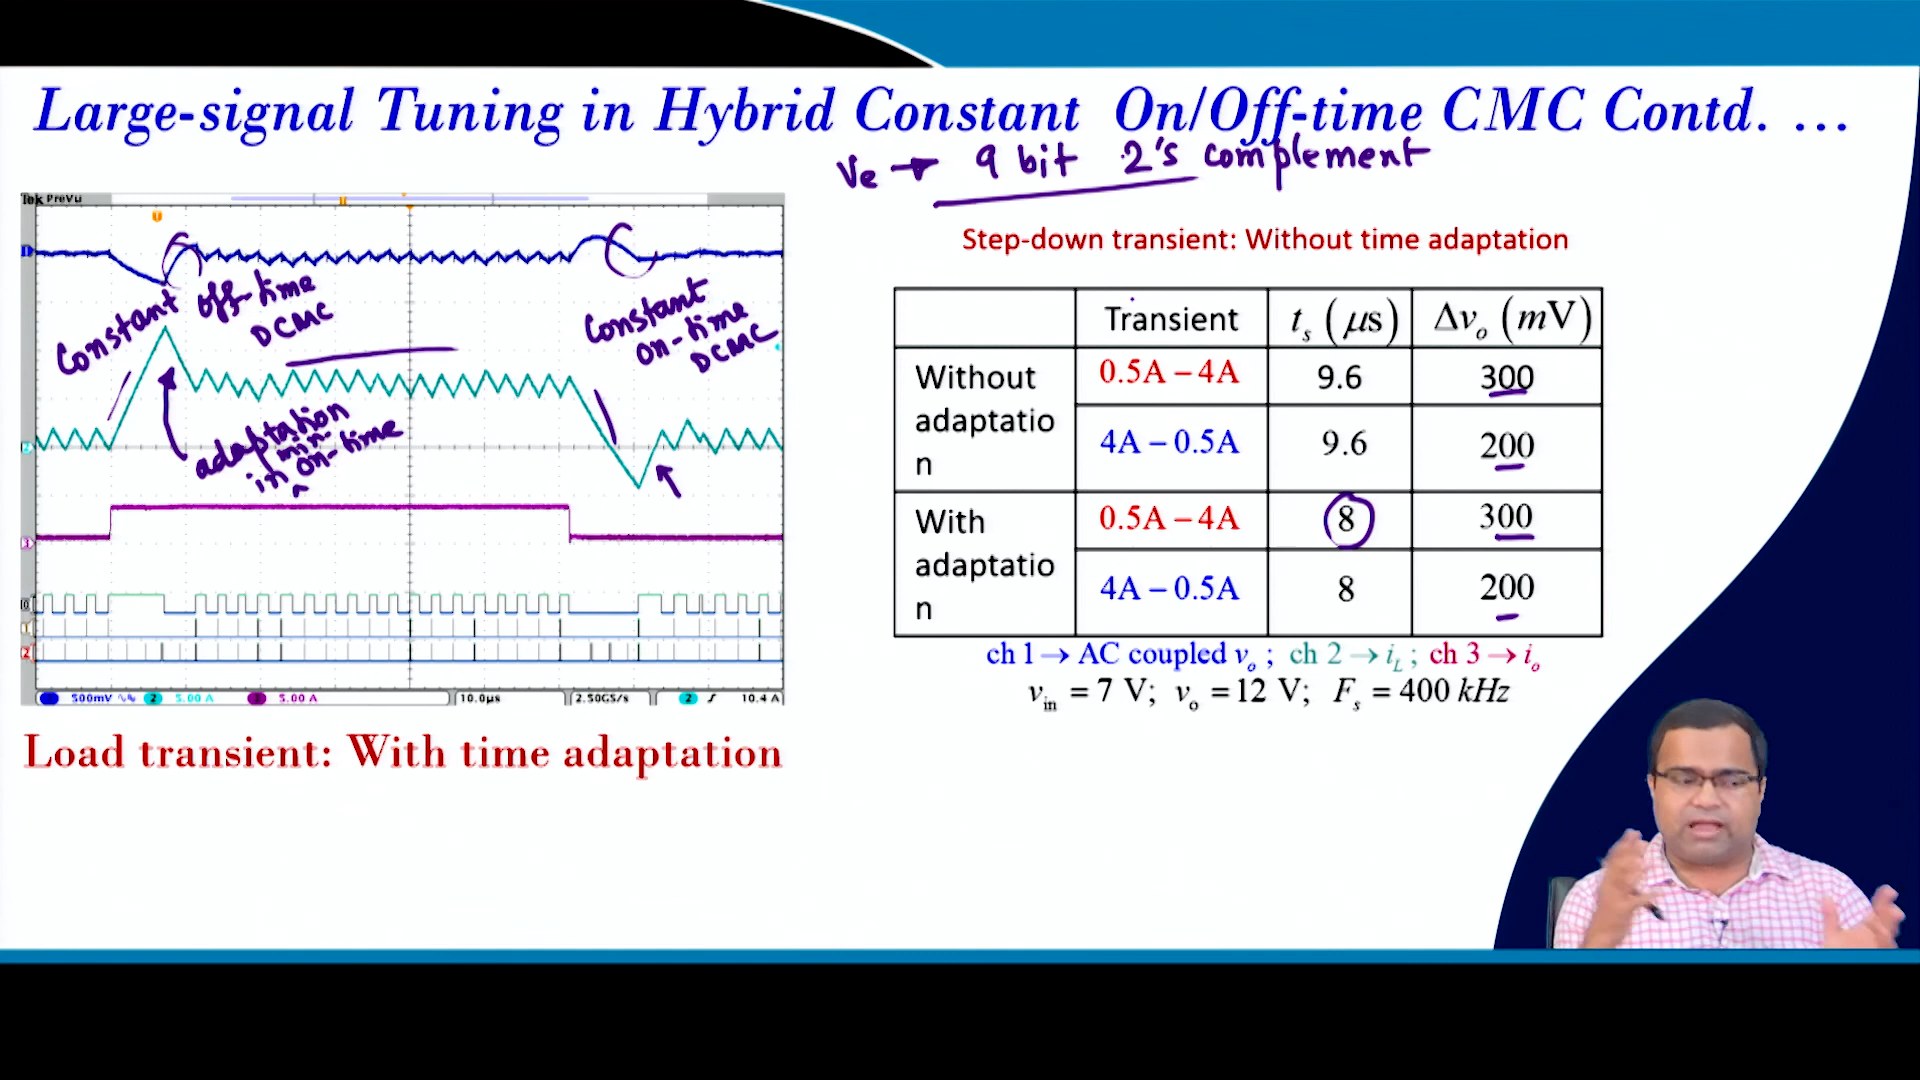 Large-signal Tuning in Hybrid Constant On/Off-time CMC Contd. ...
Ve → 9 bit 2's complement
Tek PreVu
Constant off-time
DCMC
Constant
on-time
DCMC
adaptation
in min
on-time
500mV 2 5.00 A 5.00 A 10.0μs 2.50GS/s 2 10.4 A
Load transient: With time adaptation
Step-down transient: Without time adaptation
Transient t_s (μs) Δv_o (mV)
Without
adaptatio
n
0.5A – 4A 9.6 300
4A – 0.5A 9.6 200
With
adaptatio
n
0.5A – 4A 8 300
4A – 0.5A 8 200
ch 1 → AC coupled v_o ; ch 2 → i_L ; ch 3 → i_o
v_in = 7 V; v_o = 12 V; F_s = 400 kHz